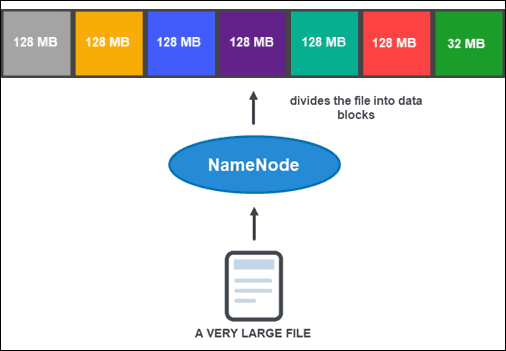 128 MB 128 MB 128 MB 128 MB 128 MB 128 MB 32 MB
divides the file into data
blocks
NameNode
A VERY LARGE FILE